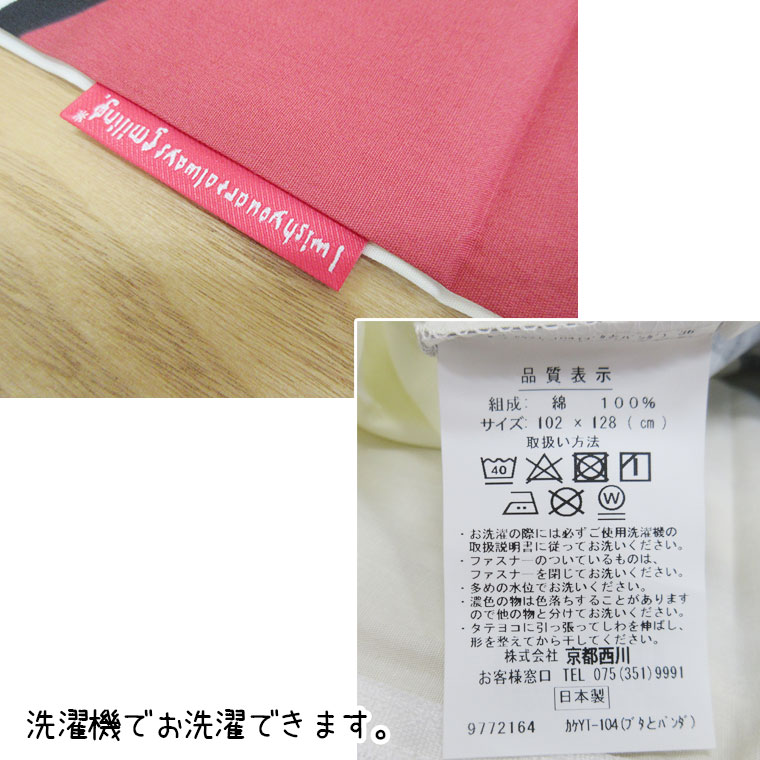 I wish you are always smiling.
品質表示
組成: 綿 100%
サイズ: 102 × 128 (cm)
取扱い方法
40
W
・お洗濯の際には必ずご使用洗濯機の
取扱説明書に従ってお洗いください。
・ファスナーのついているものは、
ファスナーを閉じてお洗いください。
・多めの水位でお洗いください。
・濃色の物は色落ちすることがあります
ので他の物と分けてお洗いください。
・タテヨコに引っ張ってしわを伸ばし、
形を整えてから干してください。
株式会社 京都西川
お客様窓口 TEL 075(351)9991
日本製
9772164 カケYT-104(ブタとパンダ)
洗濯機でお洗濯できます。